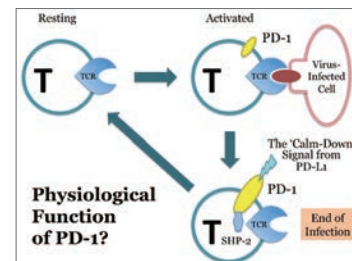 Resting
Activated
PD-1
T
TCR
T
TCR
Virus-
Infected
Cell
The 'Calm-Down
Signal from
PD-L1
PD-1
T
SHP-2
TCR
End of
Infection
Physiological
Function
of PD-1?